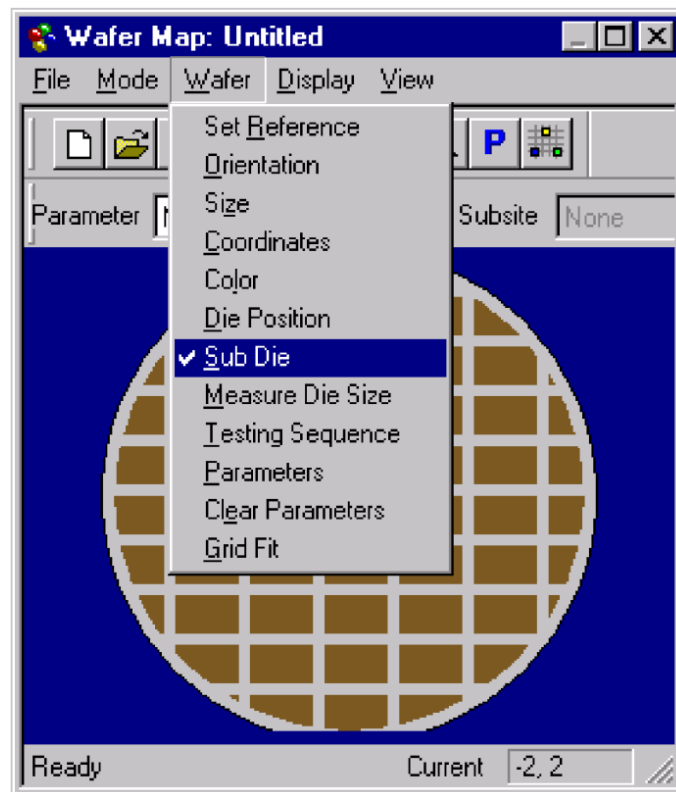 Wafer Map: Untitled
File Mode Wafer Display View
Set Reference
Orientation
Size
Coordinates
Color
Die Position
Sub Die
Measure Die Size
Testing Sequence
Parameters
Clear Parameters
Grid Fit
P
Parameter
Subsite None
Ready Current -2, 2